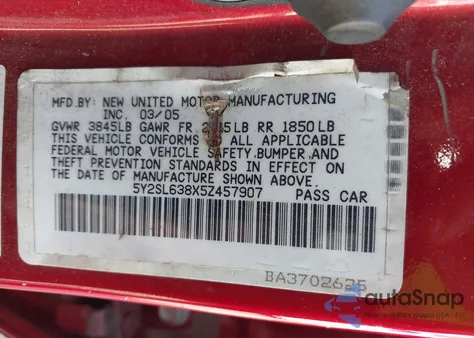 MFD.BY: NEW UNITED MOTOR MANUFACTURING
INC. 03/05
GVWR 3845LB GAWR FR LB RR 1850LB
THIS VEHICLE CONFORMS TO ALL APPLICABLE
FEDERAL MOTOR VEHICLE SAFETY,BUMPER,AND
THEFT PREVENTION STANDARDS IN EFFECT ON
THE DATE OF MANUFACTURE SHOWN ABOVE.
5Y2SL638X5Z457907 PASS CAR
BA3702625
autoSnap